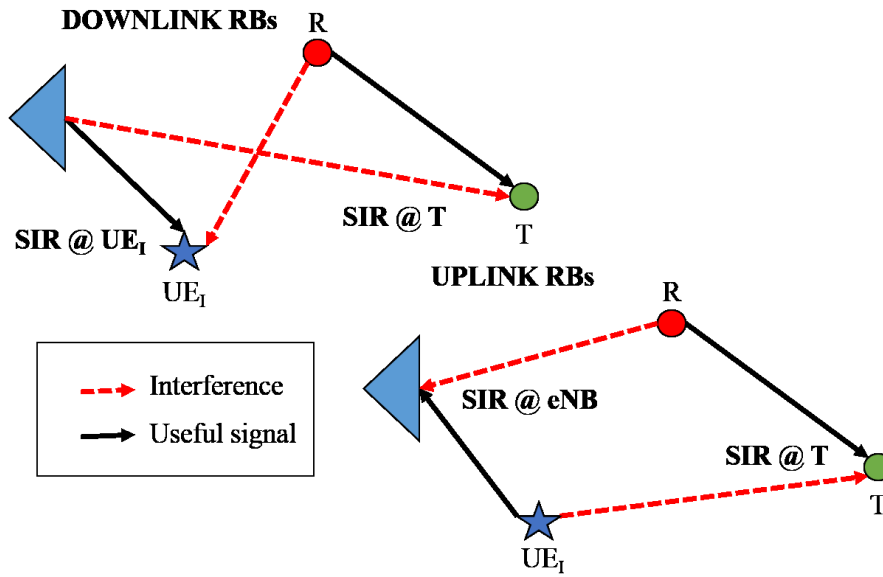 DOWNLINK RBs
R
SIR @ UE_I
SIR @ T
T
UE_I
UPLINK RBs
R
Interference
Useful signal
SIR @ eNB
SIR @ T
T
UE_I